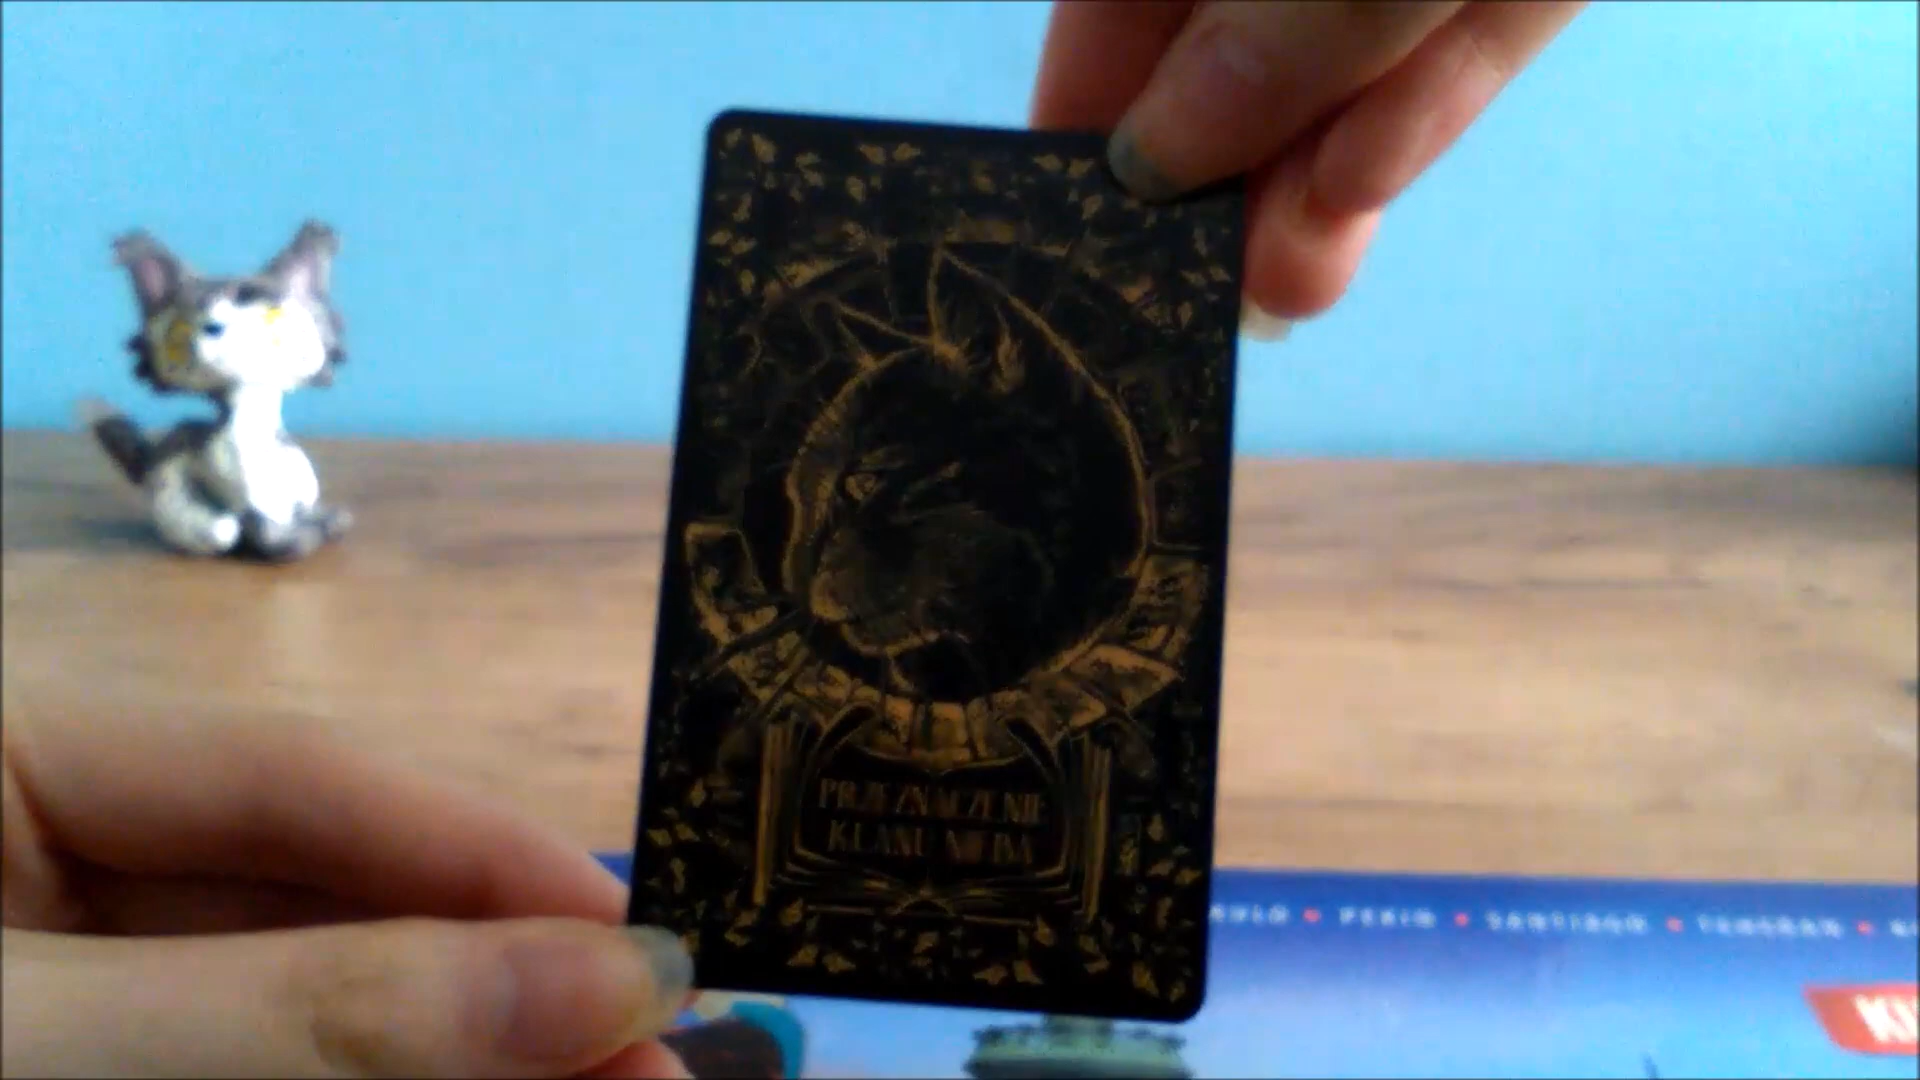 PRZEZNACZENIE
KLANU NIEBA
PEKIN • SANTIAGO • TEHERAN •